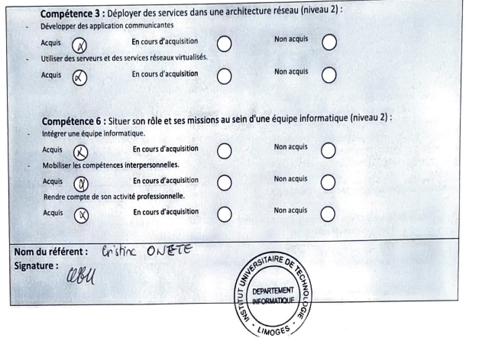 Compétence 3 : Déployer des services dans une architecture réseau (niveau 2) :
- Développer des application communicantes
Acquis En cours d'acquisition Non acquis
- Utiliser des serveurs et des services réseaux virtualisés.
Acquis En cours d'acquisition Non acquis
Compétence 6 : Situer son rôle et ses missions au sein d'une équipe informatique (niveau 2) :
- Intégrer une équipe informatique.
Acquis En cours d'acquisition Non acquis
- Mobiliser les compétences interpersonnelles.
Acquis En cours d'acquisition Non acquis
Rendre compte de son activité professionnelle.
Acquis En cours d'acquisition Non acquis
Nom du référent : Cristina ONETE
Signature :
INSTITUT UNIVERSITAIRE DE TECHNOLOGIE
DEPARTEMENT
INFORMATIQUE
- LIMOGES -